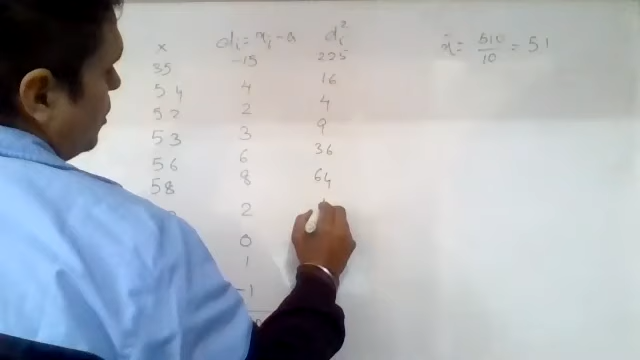 x di = xi - a di²
35 -15 225
54 4 16
52 2 4
53 3 9
56 6 36
58 8 64
2
0
1
-1
x̄ = 510/10 = 51